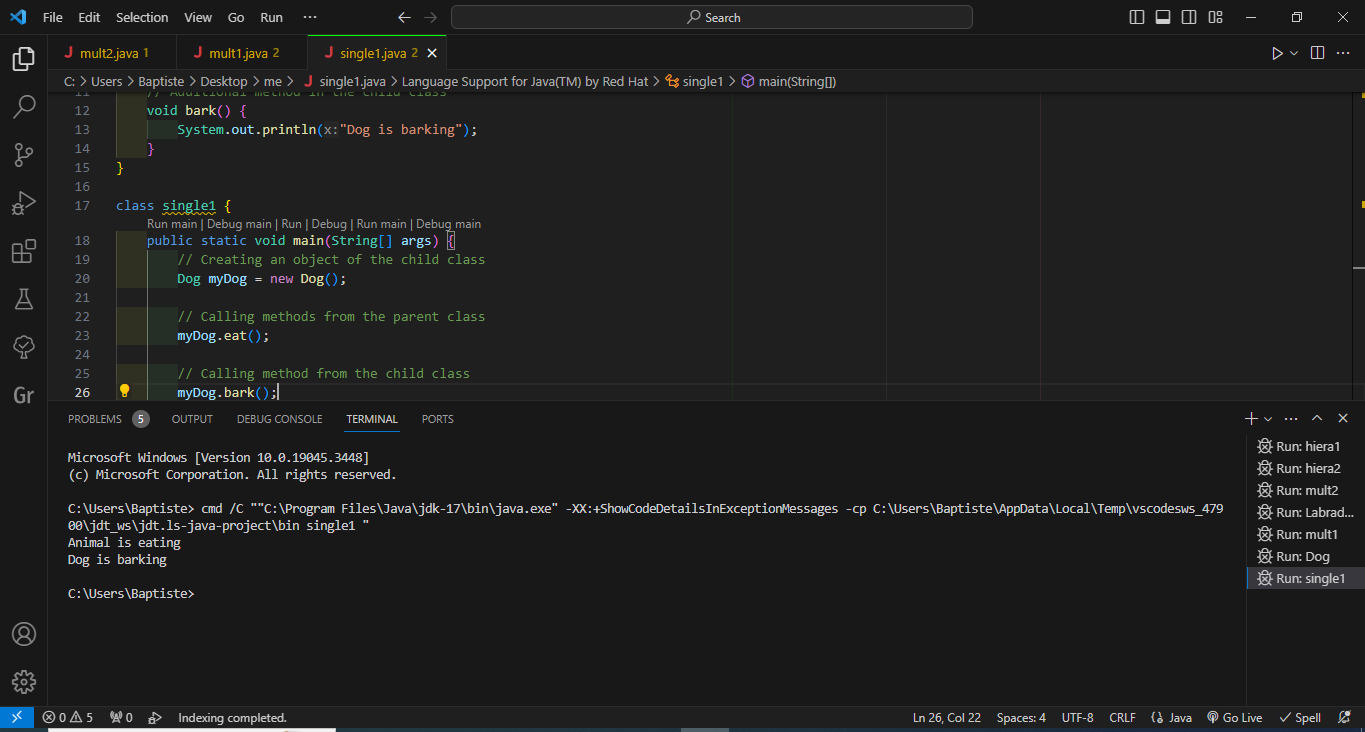 File Edit Selection View Go Run ··· Search
J mult2.java 1 J mult1.java 2 J single1.java 2
C: > Users > Baptiste > Desktop > me > J single1.java > Language Support for Java(TM) by Red Hat > single1 > main(String[])
11 // Additional method in the child class
12 void bark() {
13 System.out.println(x:"Dog is barking");
14 }
15 }
16
17 class single1 {
Run main | Debug main | Run | Debug | Run main | Debug main
18 public static void main(String[] args) {
19 // Creating an object of the child class
20 Dog myDog = new Dog();
21
22 // Calling methods from the parent class
23 myDog.eat();
24
25 // Calling method from the child class
26 myDog.bark();
Gr
PROBLEMS 5 OUTPUT DEBUG CONSOLE TERMINAL PORTS
Microsoft Windows [Version 10.0.19045.3448]
(c) Microsoft Corporation. All rights reserved.
C:\Users\Baptiste> cmd /C ""C:\Program Files\Java\jdk-17\bin\java.exe" -XX:+ShowCodeDetailsInExceptionMessages -cp C:\Users\Baptiste\AppData\Local\Temp\vscodesws_479
00\jdt_ws\jdt.ls-java-project\bin single1 "
Animal is eating
Dog is barking
C:\Users\Baptiste>
Run: hiera1
Run: hiera2
Run: mult2
Run: Labrad...
Run: mult1
Run: Dog
Run: single1
0 5 0 Indexing completed. Ln 26, Col 22 Spaces: 4 UTF-8 CRLF Java Go Live Spell